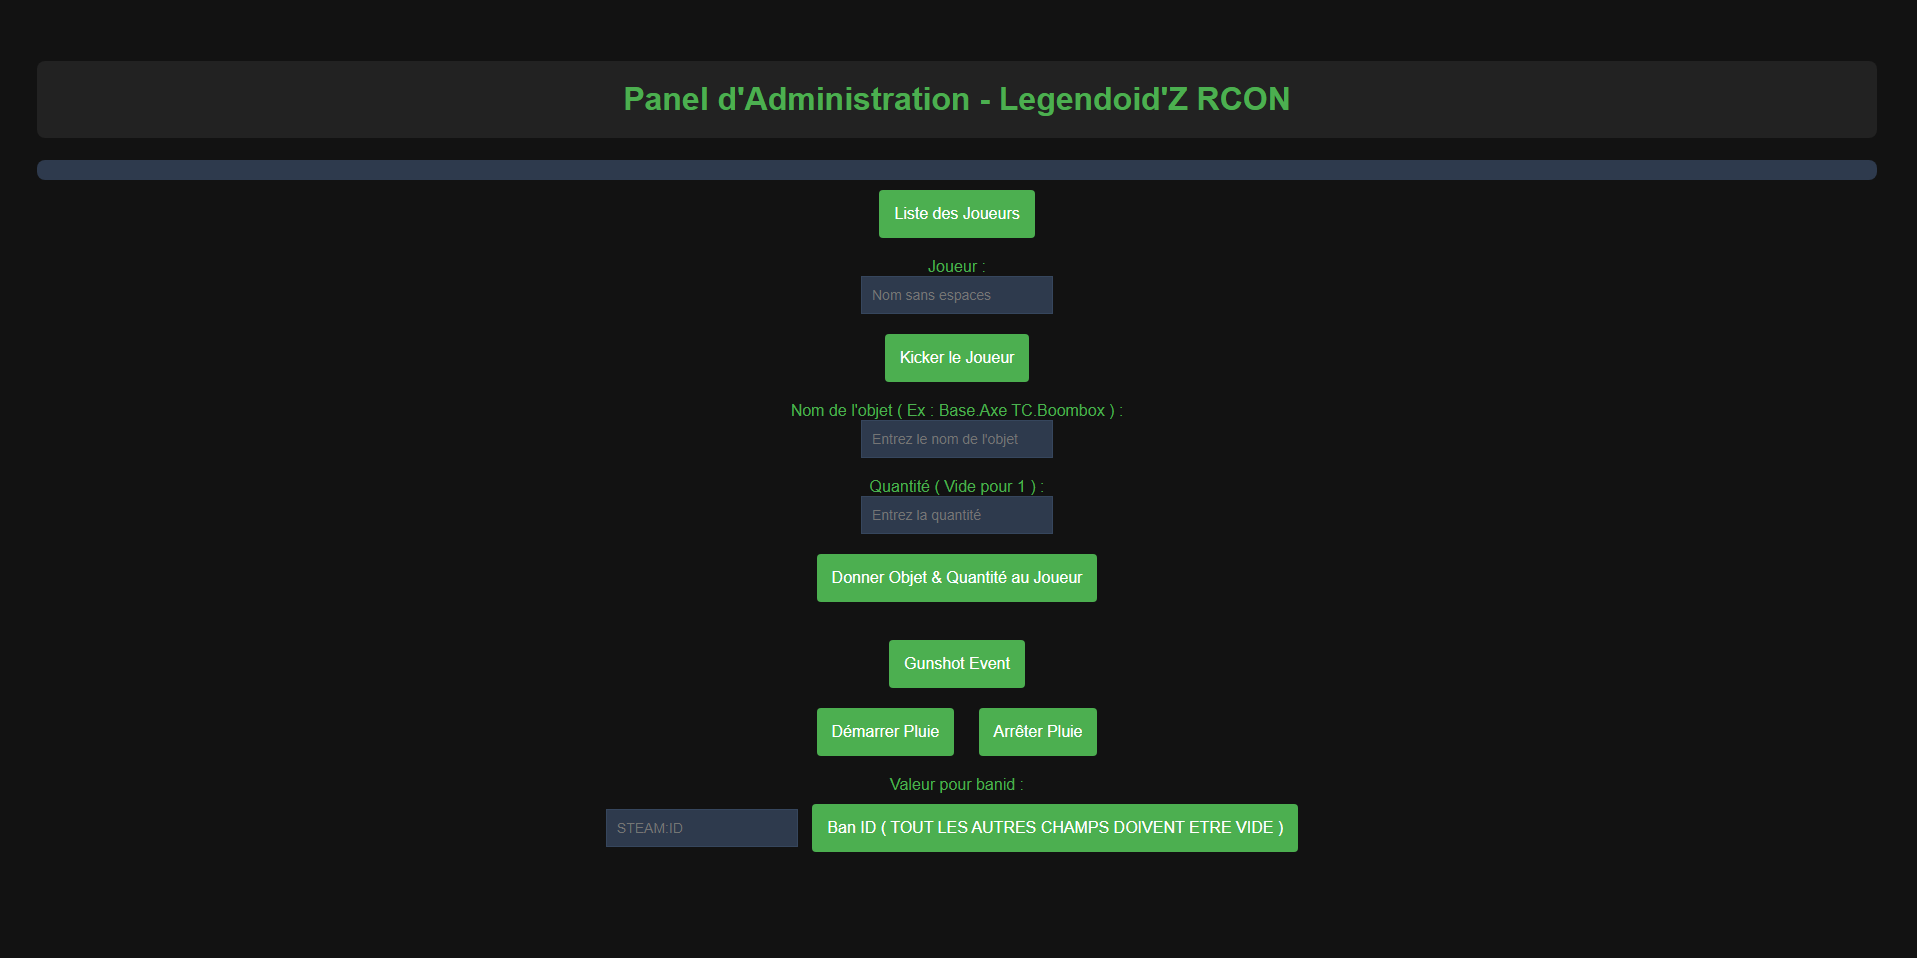 Panel d'Administration - Legendoid'Z RCON
Liste des Joueurs
Joueur :
Nom sans espaces
Kicker le Joueur
Nom de l'objet ( Ex : Base.Axe TC.Boombox ) :
Entrez le nom de l'objet
Quantité ( Vide pour 1 ) :
Entrez la quantité
Donner Objet & Quantité au Joueur
Gunshot Event
Démarrer Pluie Arrêter Pluie
Valeur pour banid :
STEAM:ID Ban ID ( TOUT LES AUTRES CHAMPS DOIVENT ETRE VIDE )